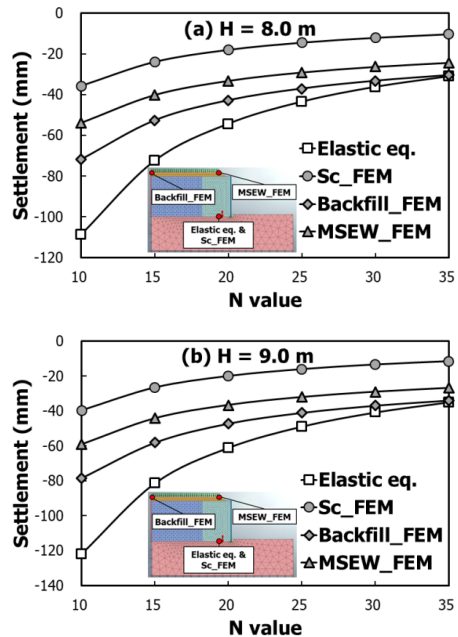 (a) H = 8.0 m
Settlement (mm)
0
-20
-40
-60
-80
-100
-120
Elastic eq.
Sc_FEM
Backfill_FEM
MSEW_FEM
Backfill_FEM
MSEW_FEM
Elastic eq. &
Sc_FEM
10 15 20 25 30 35
N value
(b) H = 9.0 m
Settlement (mm)
0
-20
-40
-60
-80
-100
-120
-140
Elastic eq.
Sc_FEM
Backfill_FEM
MSEW_FEM
Backfill_FEM
MSEW_FEM
Elastic eq. &
Sc_FEM
10 15 20 25 30 35
N value